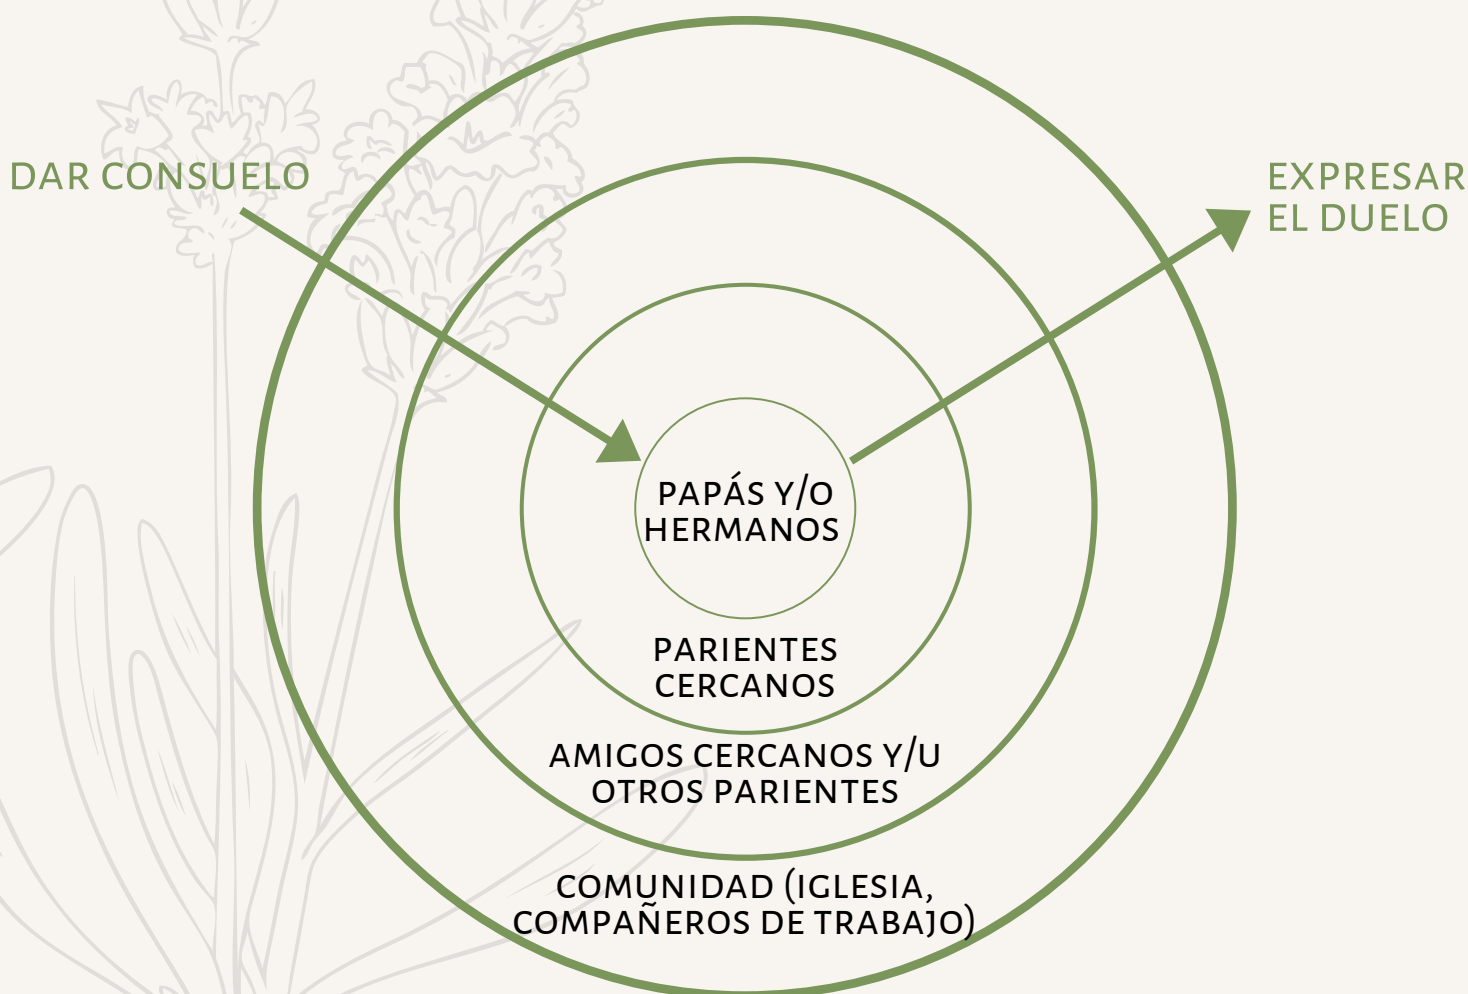 DAR CONSUELO
EXPRESAR
EL DUELO
PAPÁS Y/O
HERMANOS
PARIENTES
CERCANOS
AMIGOS CERCANOS Y/U
OTROS PARIENTES
COMUNIDAD (IGLESIA,
COMPAÑEROS DE TRABAJO)